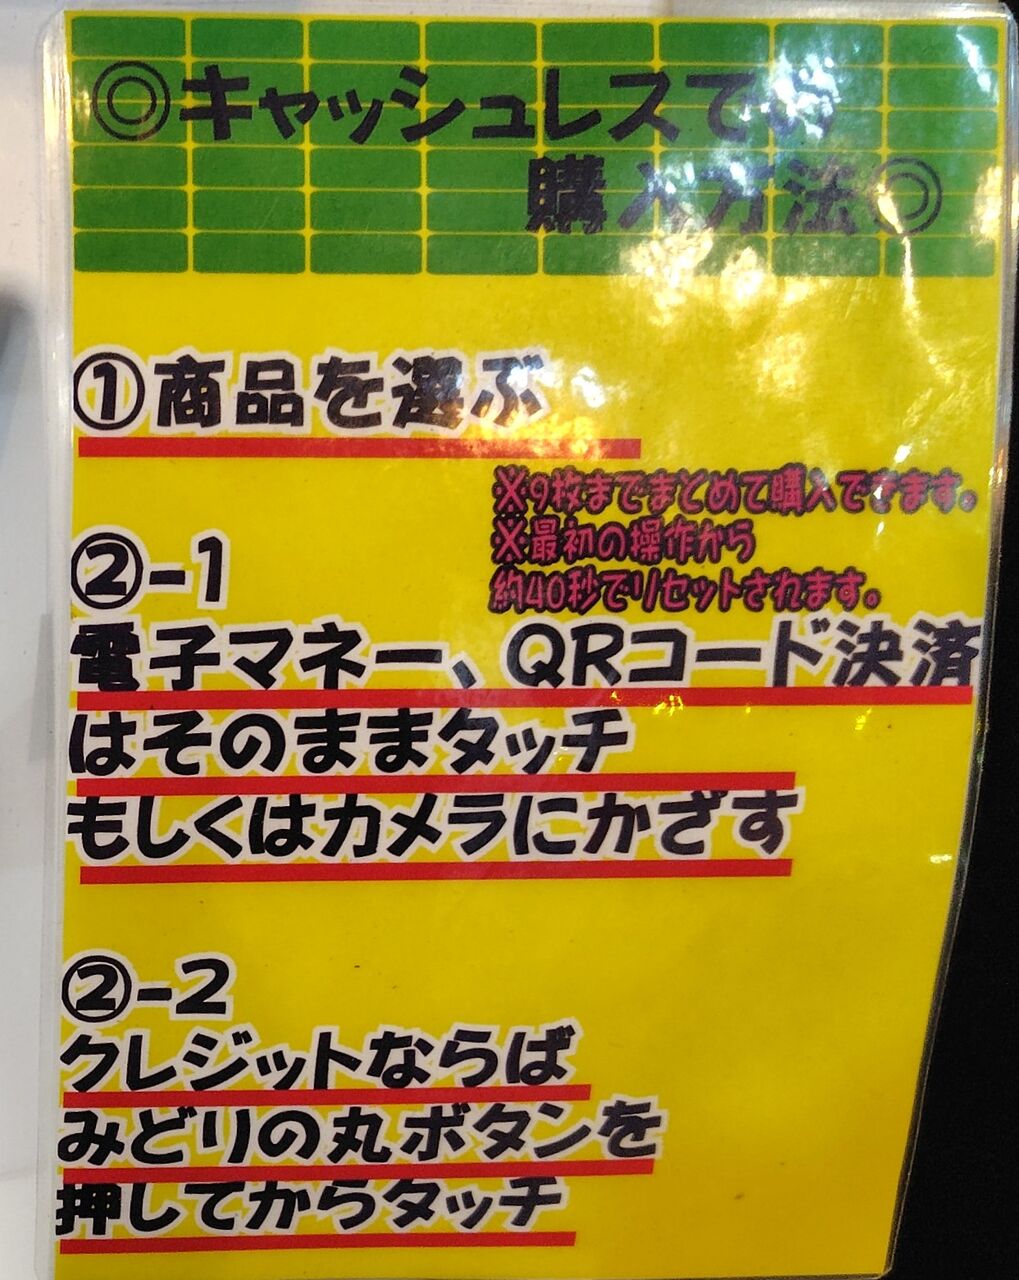 ◎キャッシュレスでの
購入方法◎
①商品を選ぶ
※9枚までまとめて購入できます。
※最初の操作から
約40秒でリセットされます。
②-1
電子マネー、QRコード決済
はそのままタッチ
もしくはカメラにかざす
②-2
クレジットならば
みどりの丸ボタンを
押してからタッチ